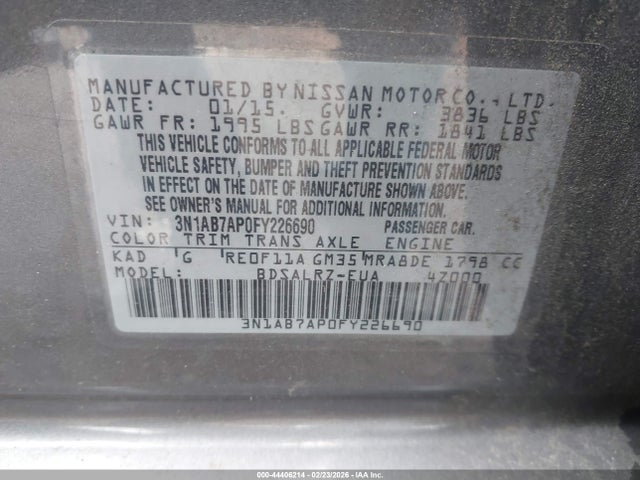 MANUFACTURED BY NISSAN MOTOR CO., LTD.
DATE: 01/15. GVWR: 3836 LBS
GAWR FR: 1995 LBS GAWR RR: 1841 LBS
THIS VEHICLE CONFORMS TO ALL APPLICABLE FEDERAL MOTOR
VEHICLE SAFETY, BUMPER AND THEFT PREVENTION STANDARDS
IN EFFECT ON THE DATE OF MANUFACTURE SHOWN ABOVE.
SEE OWNER'S MANUAL FOR ADDITIONAL INFORMATION.
VIN: 3N1AB7AP0FY226690 PASSENGER CAR.
COLOR TRIM TRANS AXLE ENGINE
KAD G RE0F11A GM35 MRA8DE 1798 CC
MODEL: BDSALRZ-EUA 47000
3N1AB7AP0FY226690
000-44406214 - 02/23/2026 - IAA